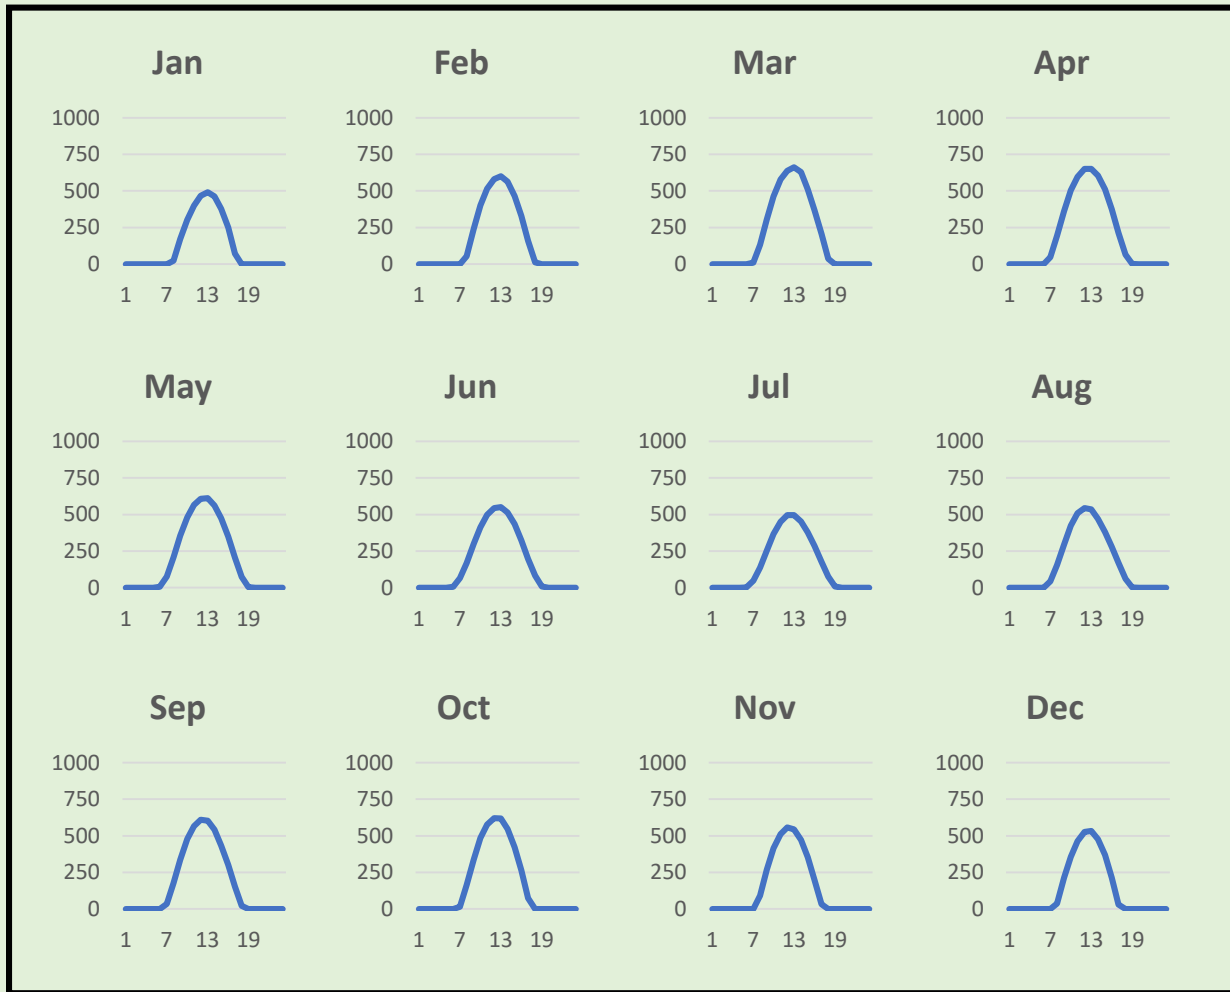 Jan Feb Mar Apr
1000 1000 1000 1000
750 750 750 750
500 500 500 500
250 250 250 250
0 0 0 0
1 7 13 19 1 7 13 19 1 7 13 19 1 7 13 19
May Jun Jul Aug
1000 1000 1000 1000
750 750 750 750
500 500 500 500
250 250 250 250
0 0 0 0
1 7 13 19 1 7 13 19 1 7 13 19 1 7 13 19
Sep Oct Nov Dec
1000 1000 1000 1000
750 750 750 750
500 500 500 500
250 250 250 250
0 0 0 0
1 7 13 19 1 7 13 19 1 7 13 19 1 7 13 19